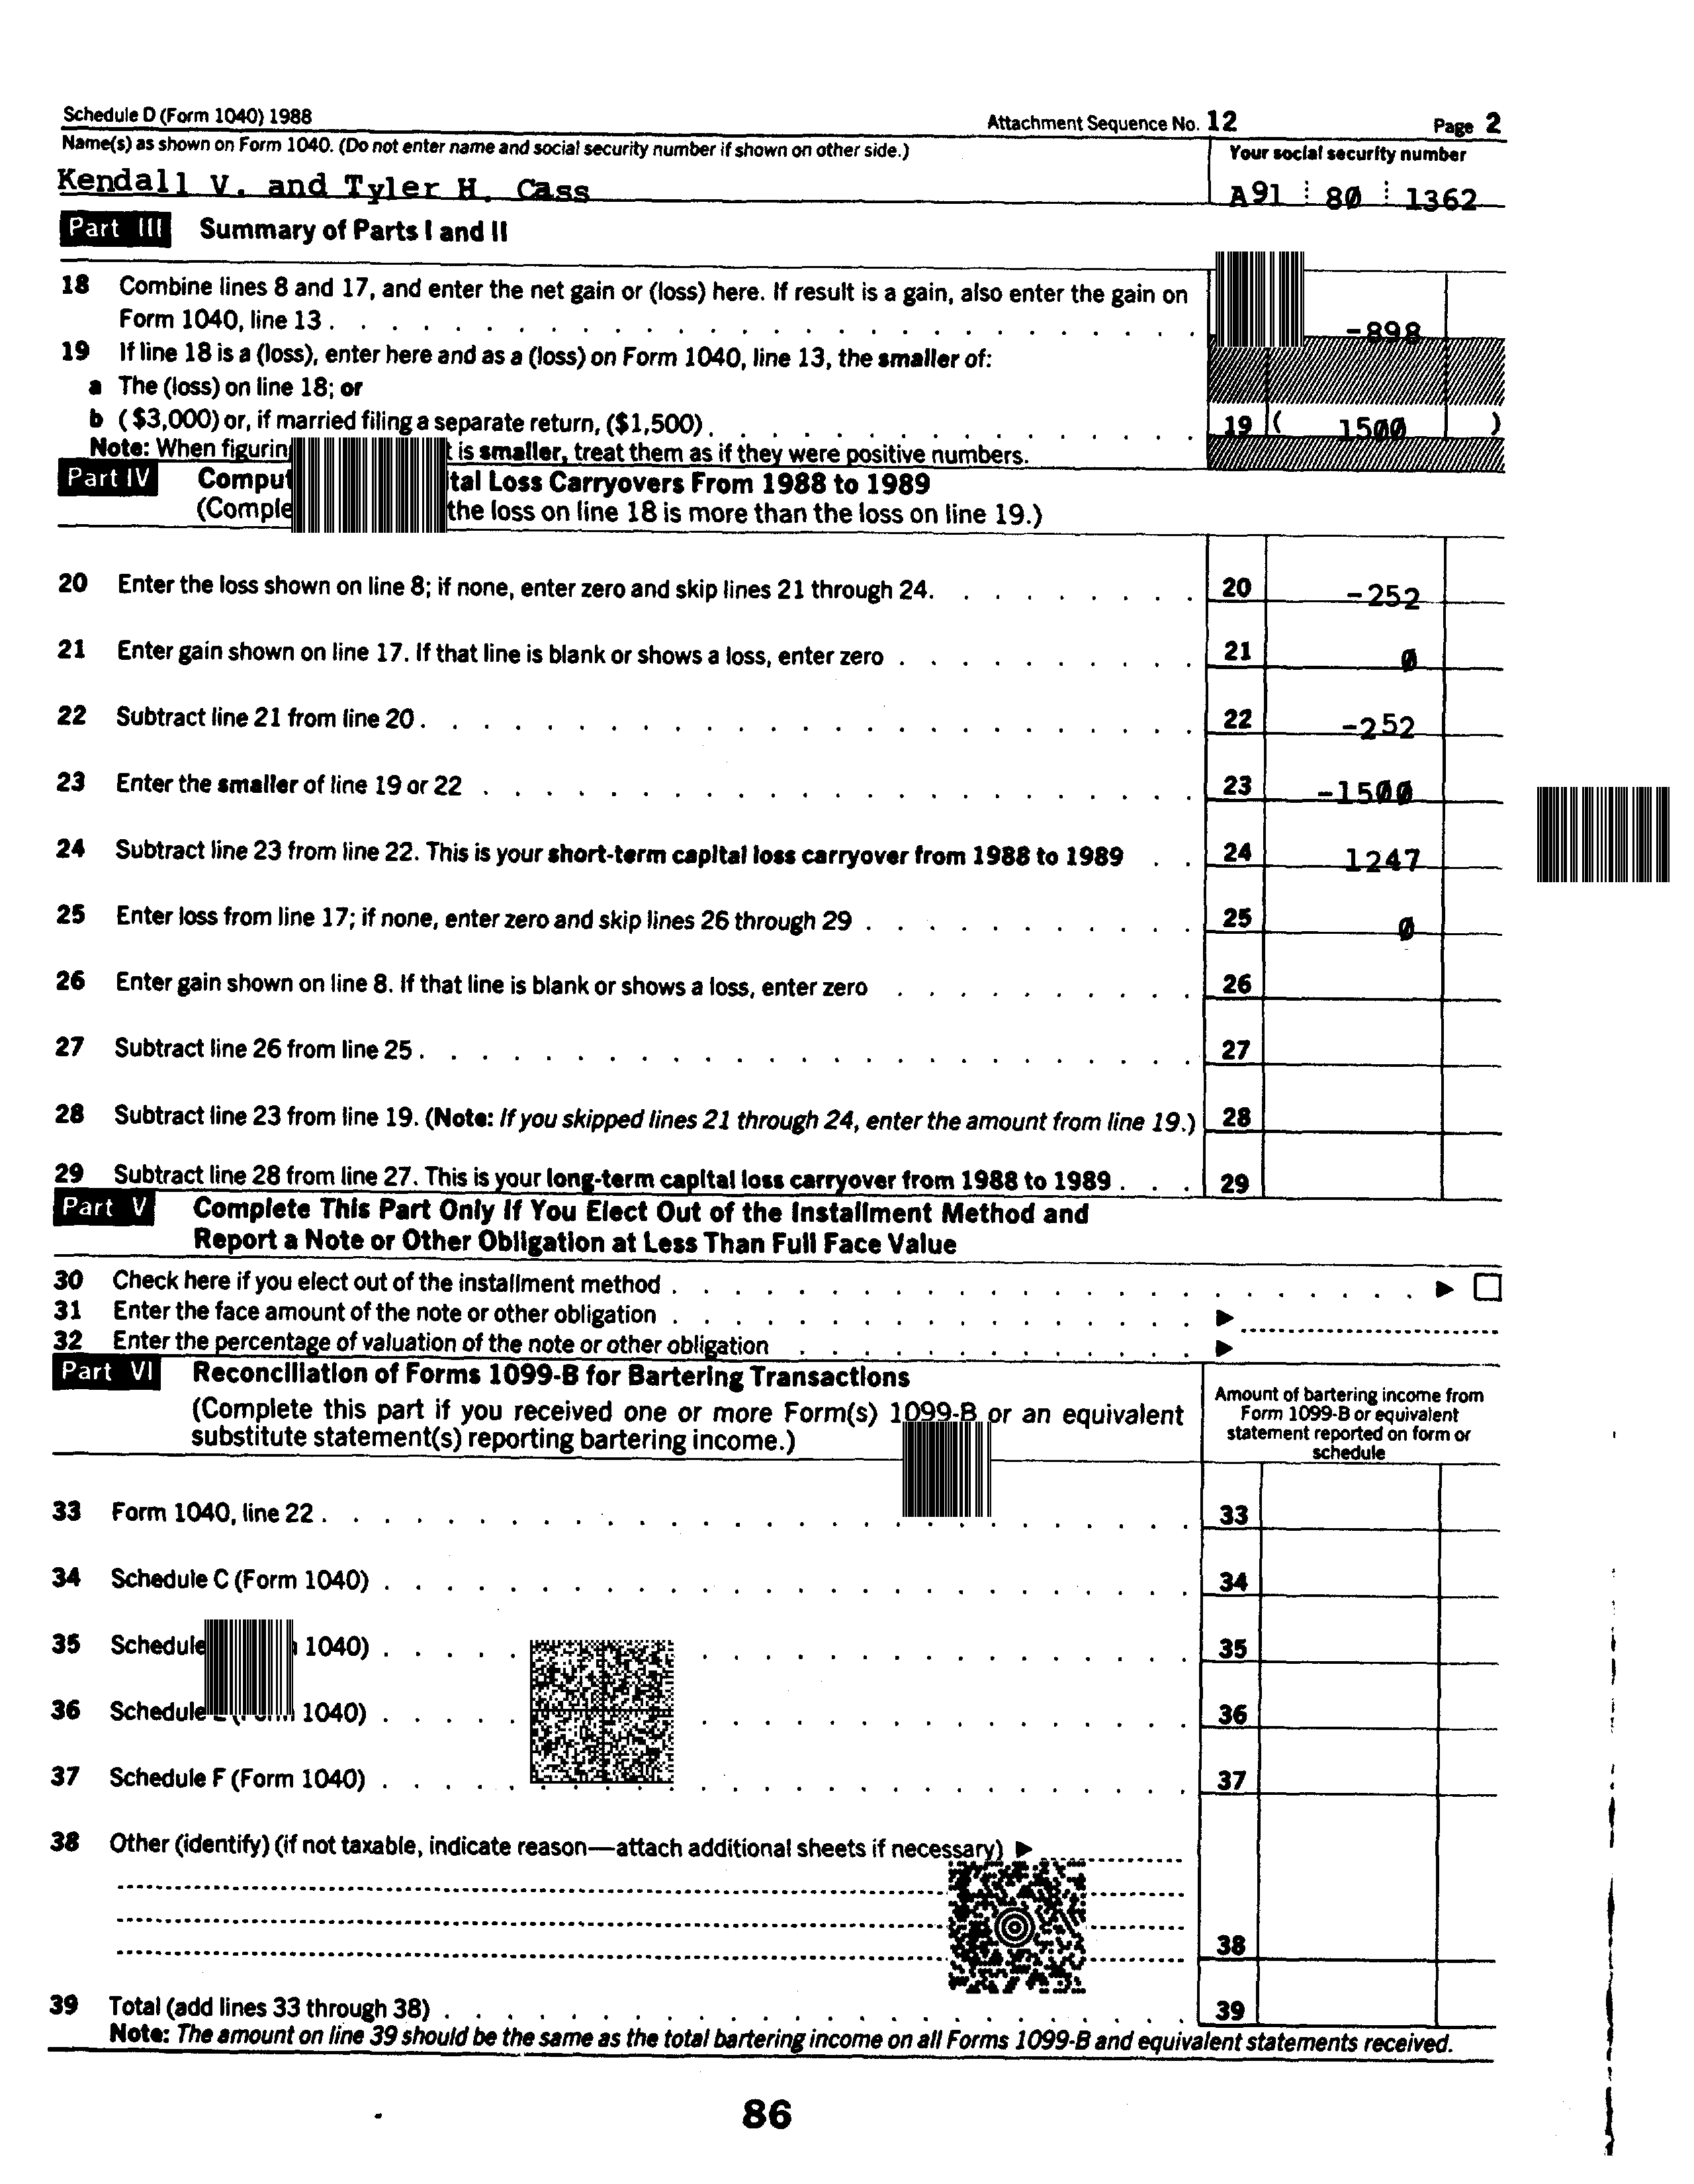 Schedule D (Form 1040) 1988 Attachment Sequence No. 12 Page 2
Name(s) as shown on Form 1040. (Do not enter name and social security number if shown on other side.) Your social security number
Kendall V. and Tyler H. Cass A91 80 1362
Part III Summary of Parts I and II
18 Combine lines 8 and 17, and enter the net gain or (loss) here. If result is a gain, also enter the gain on
Form 1040, line 13 -898
19 If line 18 is a (loss), enter here and as a (loss) on Form 1040, line 13, the smaller of:
a The (loss) on line 18; or
b ($3,000) or, if married filing a separate return, ($1,500) 19 ( 1500 )
Note: When figurin is smaller, treat them as if they were positive numbers.
Part IV Comput tal Loss Carryovers From 1988 to 1989
(Comple the loss on line 18 is more than the loss on line 19.)
20 Enter the loss shown on line 8; if none, enter zero and skip lines 21 through 24. 20 -252
21 Enter gain shown on line 17. If that line is blank or shows a loss, enter zero 21 0
22 Subtract line 21 from line 20 22 -252
23 Enter the smaller of line 19 or 22 23 -1500
24 Subtract line 23 from line 22. This is your short-term capital loss carryover from 1988 to 1989 24 1247
25 Enter loss from line 17; if none, enter zero and skip lines 26 through 29 25 0
26 Enter gain shown on line 8. If that line is blank or shows a loss, enter zero 26
27 Subtract line 26 from line 25 27
28 Subtract line 23 from line 19. (Note: If you skipped lines 21 through 24, enter the amount from line 19.) 28
29 Subtract line 28 from line 27. This is your long-term capital loss carryover from 1988 to 1989 29
Part V Complete This Part Only If You Elect Out of the Installment Method and
Report a Note or Other Obligation at Less Than Full Face Value
30 Check here if you elect out of the installment method
31 Enter the face amount of the note or other obligation
32 Enter the percentage of valuation of the note or other obligation
Part VI Reconciliation of Forms 1099-B for Bartering Transactions
(Complete this part if you received one or more Form(s) 1099-B or an equivalent
substitute statement(s) reporting bartering income.)
Amount of bartering income from
Form 1099-B or equivalent
statement reported on form or
schedule
33 Form 1040, line 22 33
34 Schedule C (Form 1040) 34
35 Schedule 1040) 35
36 Schedule 1040) 36
37 Schedule F (Form 1040) 37
38 Other (identify) (if not taxable, indicate reason—attach additional sheets if necessary)
38
39 Total (add lines 33 through 38) 39
Note: The amount on line 39 should be the same as the total bartering income on all Forms 1099-B and equivalent statements received.
86